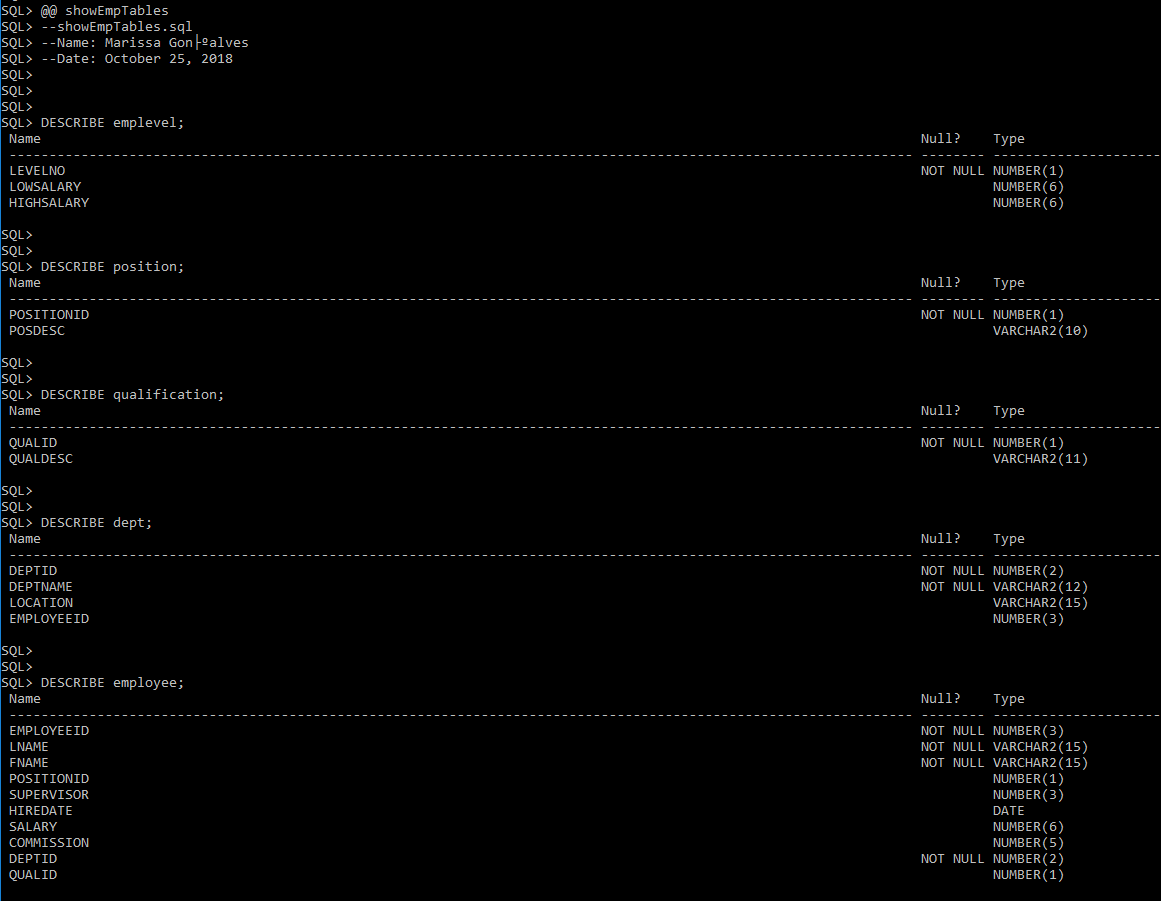 SQL> @@ showEmpTables
SQL> --showEmpTables.sql
SQL> --Name: Marissa Gon├ºalves
SQL> --Date: October 25, 2018
SQL>
SQL>
SQL>
SQL> DESCRIBE emplevel;
Name Null? Type
----------------------------------------------------------------------------------------------------------------- -------- ---------------------
LEVELNO NOT NULL NUMBER(1)
LOWSALARY NUMBER(6)
HIGHSALARY NUMBER(6)
SQL>
SQL>
SQL> DESCRIBE position;
Name Null? Type
----------------------------------------------------------------------------------------------------------------- -------- ---------------------
POSITIONID NOT NULL NUMBER(1)
POSDESC VARCHAR2(10)
SQL>
SQL>
SQL> DESCRIBE qualification;
Name Null? Type
----------------------------------------------------------------------------------------------------------------- -------- ---------------------
QUALID NOT NULL NUMBER(1)
QUALDESC VARCHAR2(11)
SQL>
SQL>
SQL> DESCRIBE dept;
Name Null? Type
----------------------------------------------------------------------------------------------------------------- -------- ---------------------
DEPTID NOT NULL NUMBER(2)
DEPTNAME NOT NULL VARCHAR2(12)
LOCATION VARCHAR2(15)
EMPLOYEEID NUMBER(3)
SQL>
SQL>
SQL> DESCRIBE employee;
Name Null? Type
----------------------------------------------------------------------------------------------------------------- -------- ---------------------
EMPLOYEEID NOT NULL NUMBER(3)
LNAME NOT NULL VARCHAR2(15)
FNAME NOT NULL VARCHAR2(15)
POSITIONID NUMBER(1)
SUPERVISOR NUMBER(3)
HIREDATE DATE
SALARY NUMBER(6)
COMMISSION NUMBER(5)
DEPTID NOT NULL NUMBER(2)
QUALID NUMBER(1)